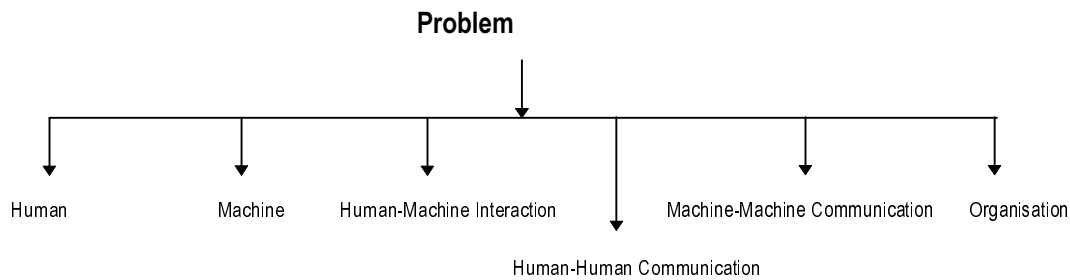 Problem
Human
Machine
Human-Machine Interaction
Machine-Machine Communication
Organisation
Human-Human Communication